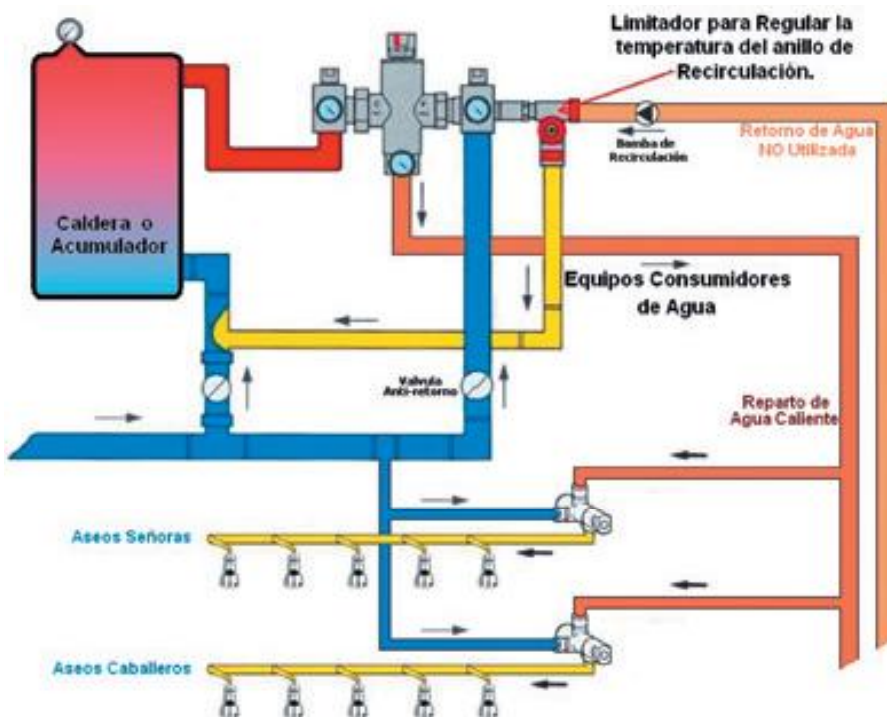 Limitador para Regular la
temperatura del anillo de
Recirculación.
Retorno de Agua
NO Utilizada
Bomba de
Recirculación
Caldera o
Acumulador
Equipos Consumidores
de Agua
Valvula
Anti-retorno
Reparto de
Agua Caliente
Aseos Señoras
Aseos Caballeros